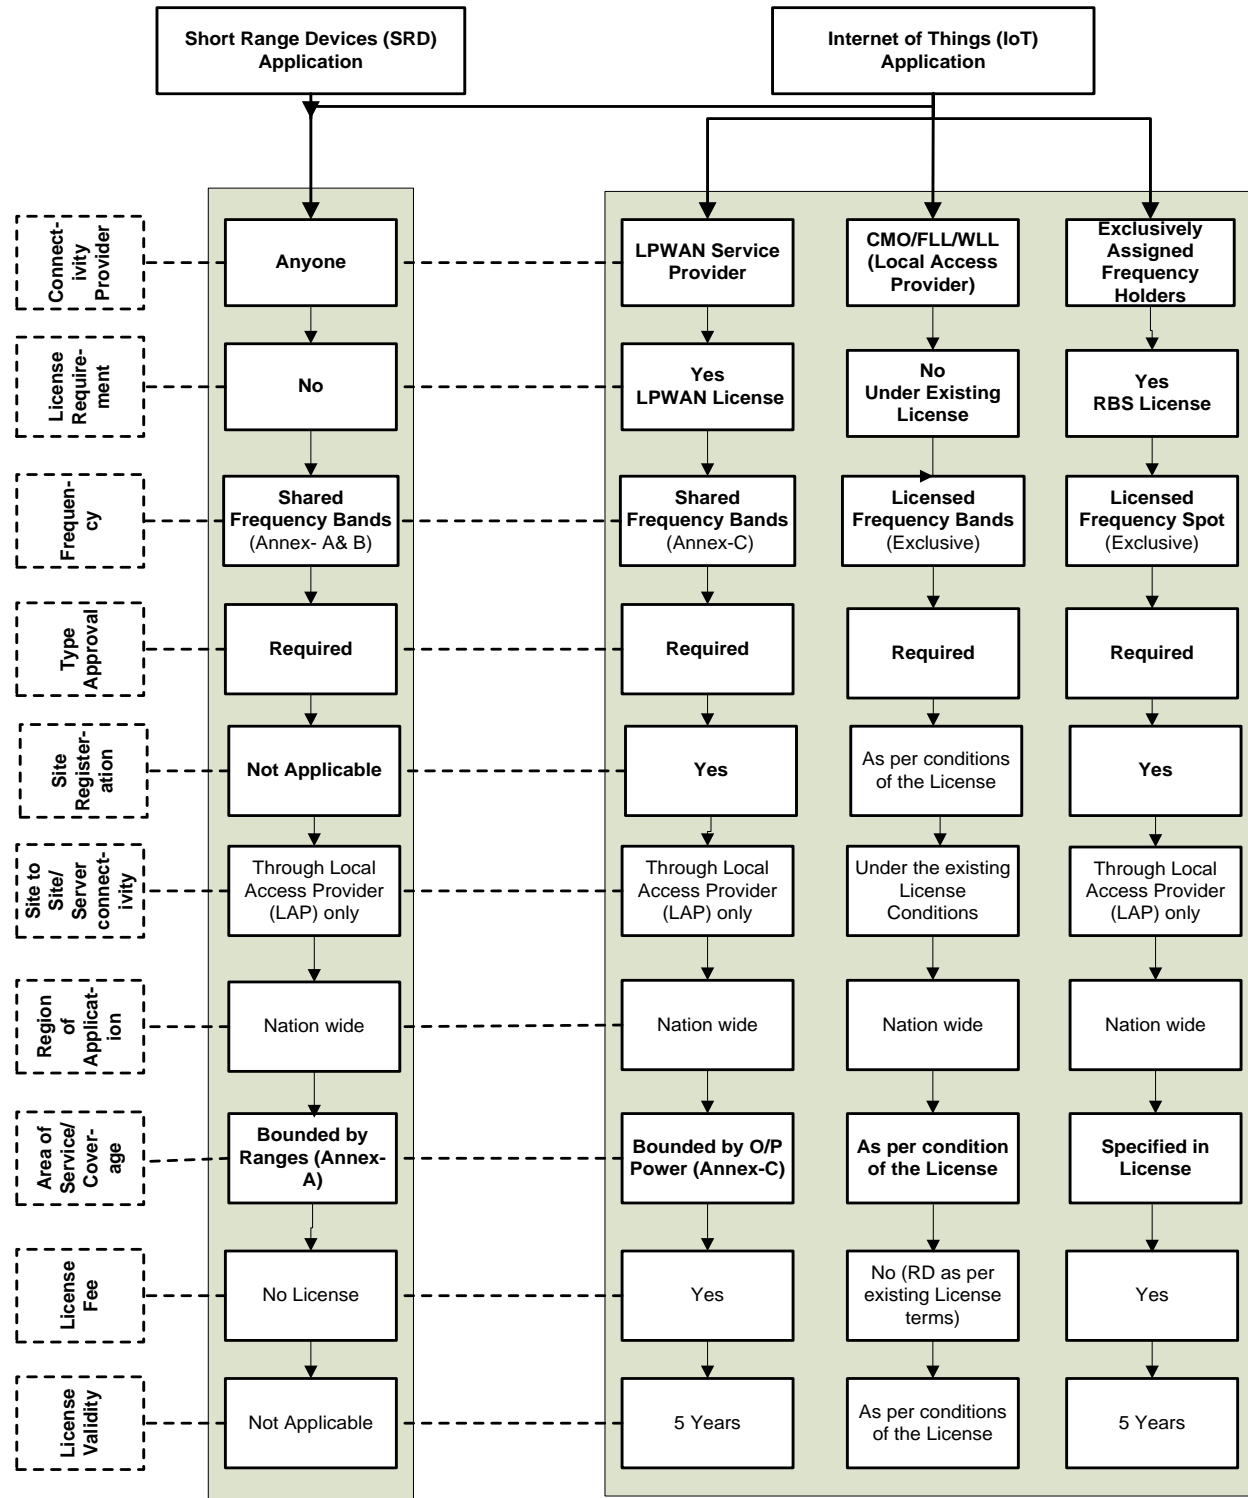 Short Range Devices (SRD)
Application
Internet of Things (IoT)
Application
Connect-
ivity
Provider
Anyone
LPWAN Service
Provider
CMO/FLL/WLL
(Local Access
Provider)
Exclusively
Assigned
Frequency
Holders
License
Require-
ment
No
Yes
LPWAN License
No
Under Existing
License
Yes
RBS License
Frequen-
cy
Shared
Frequency Bands
(Annex- A& B)
Shared
Frequency Bands
(Annex-C)
Licensed
Frequency Bands
(Exclusive)
Licensed
Frequency Spot
(Exclusive)
Type
Approval
Required
Required
Required
Required
Site
Register-
ation
Not Applicable
Yes
As per conditions
of the License
Yes
Site to
Site/
Server
connect-
ivity
Through Local
Access Provider
(LAP) only
Through Local
Access Provider
(LAP) only
Under the existing
License
Conditions
Through Local
Access Provider
(LAP) only
Region
of
Applicat-
ion
Nation wide
Nation wide
Nation wide
Nation wide
Area of
Service/
Cover-
age
Bounded by
Ranges (Annex-
A)
Bounded by O/P
Power (Annex-C)
As per condition
of the License
Specified in
License
License
Fee
No License
Yes
No (RD as per
existing License
terms)
Yes
License
Validity
Not Applicable
5 Years
As per conditions
of the License
5 Years